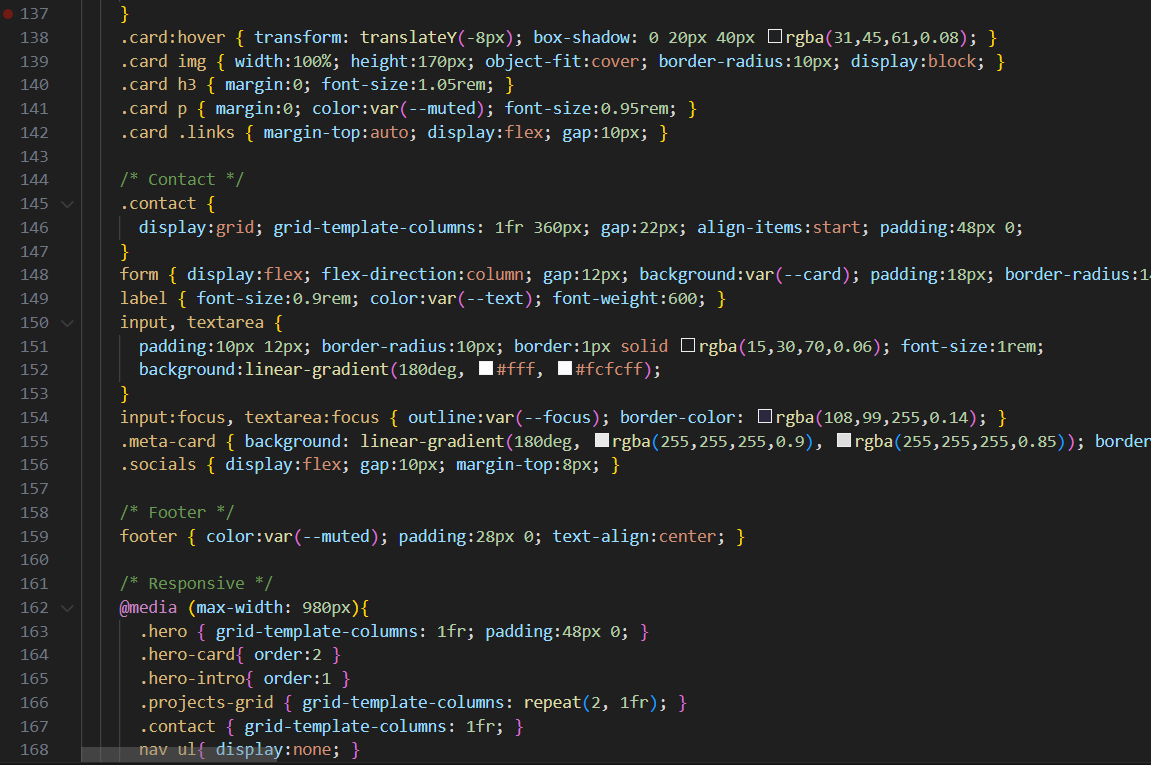 137 }
138 .card:hover { transform: translateY(-8px); box-shadow: 0 20px 40px rgba(31,45,61,0.08); }
139 .card img { width:100%; height:170px; object-fit:cover; border-radius:10px; display:block; }
140 .card h3 { margin:0; font-size:1.05rem; }
141 .card p { margin:0; color:var(--muted); font-size:0.95rem; }
142 .card .links { margin-top:auto; display:flex; gap:10px; }
143
144 /* Contact */
145 .contact {
146 display:grid; grid-template-columns: 1fr 360px; gap:22px; align-items:start; padding:48px 0;
147 }
148 form { display:flex; flex-direction:column; gap:12px; background:var(--card); padding:18px; border-radius:1
149 label { font-size:0.9rem; color:var(--text); font-weight:600; }
150 input, textarea {
151 padding:10px 12px; border-radius:10px; border:1px solid rgba(15,30,70,0.06); font-size:1rem;
152 background:linear-gradient(180deg, #fff, #fcfcff);
153 }
154 input:focus, textarea:focus { outline:var(--focus); border-color: rgba(108,99,255,0.14); }
155 .meta-card { background: linear-gradient(180deg, rgba(255,255,255,0.9), rgba(255,255,255,0.85)); border
156 .socials { display:flex; gap:10px; margin-top:8px; }
157
158 /* Footer */
159 footer { color:var(--muted); padding:28px 0; text-align:center; }
160
161 /* Responsive */
162 @media (max-width: 980px){
163 .hero { grid-template-columns: 1fr; padding:48px 0; }
164 .hero-card{ order:2 }
165 .hero-intro{ order:1 }
166 .projects-grid { grid-template-columns: repeat(2, 1fr); }
167 .contact { grid-template-columns: 1fr; }
168 nav ul{ display:none; }